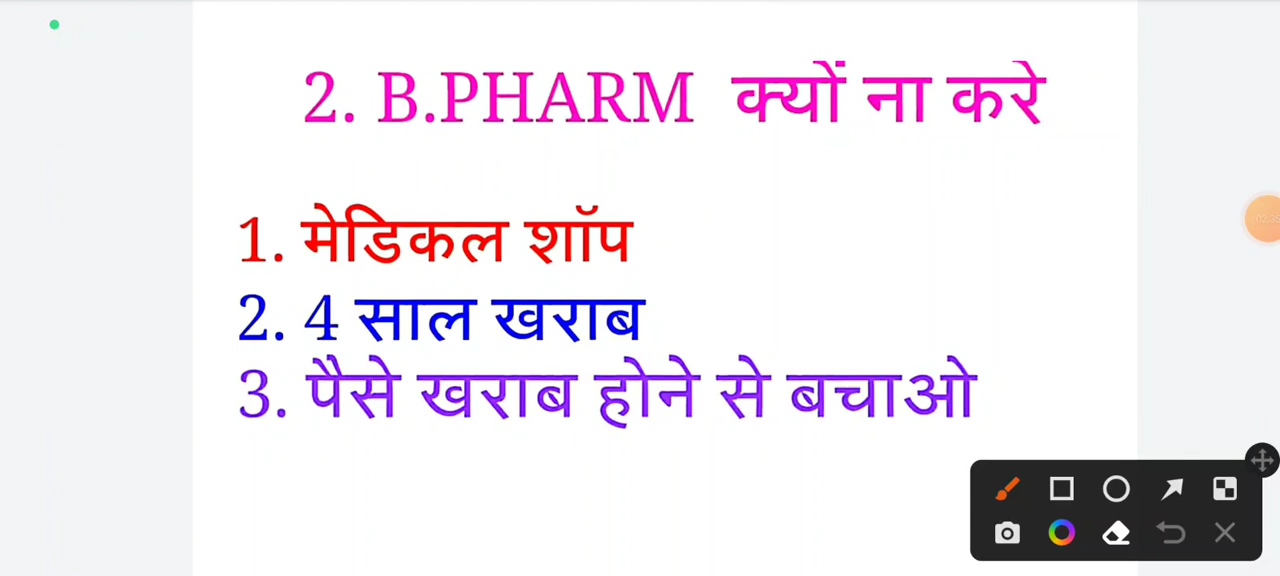 2. B.PHARM क्यों ना करे
1. मेडिकल शॉप
2. 4 साल खराब
3. पैसे खराब होने से बचाओ